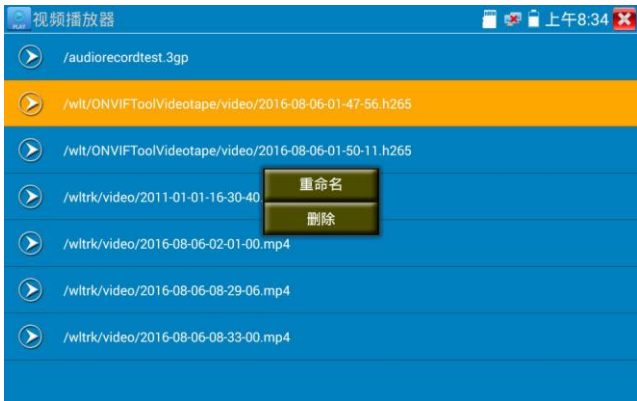 PLAY 视频播放器 上午8:34
/audiorecordtest.3gp
/wlt/ONVIFToolVideotape/video/2016-08-06-01-47-56.h265
/wlt/ONVIFToolVideotape/video/2016-08-06-01-50-11.h265
重命名
/wltrk/video/2011-01-01-16-30-40.
删除
/wltrk/video/2016-08-06-02-01-00.mp4
/wltrk/video/2016-08-06-08-29-06.mp4
/wltrk/video/2016-08-06-08-33-00.mp4